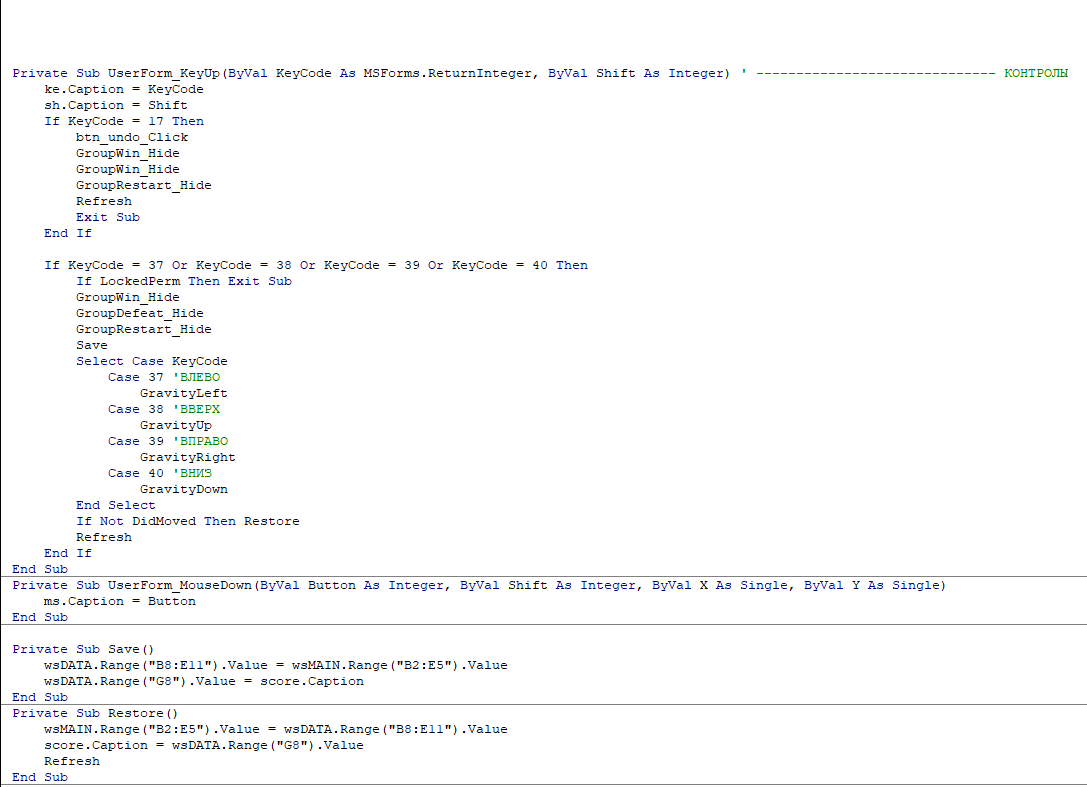 Private Sub UserForm_KeyUp(ByVal KeyCode As MSForms.ReturnInteger, ByVal Shift As Integer) ' ------------------------------ КОНТРОЛЫ
    ke.Caption = KeyCode
    sh.Caption = Shift
    If KeyCode = 17 Then
        btn_undo_Click
        GroupWin_Hide
        GroupWin_Hide
        GroupRestart_Hide
        Refresh
        Exit Sub
    End If

    If KeyCode = 37 Or KeyCode = 38 Or KeyCode = 39 Or KeyCode = 40 Then
        If LockedPerm Then Exit Sub
        GroupWin_Hide
        GroupDefeat_Hide
        GroupRestart_Hide
        Save
        Select Case KeyCode
            Case 37 'ВЛЕВО
                GravityLeft
            Case 38 'ВВЕРХ
                GravityUp
            Case 39 'ВПРАВО
                GravityRight
            Case 40 'ВНИЗ
                GravityDown
        End Select
        If Not DidMoved Then Restore
        Refresh
    End If
End Sub
Private Sub UserForm_MouseDown(ByVal Button As Integer, ByVal Shift As Integer, ByVal X As Single, ByVal Y As Single)
    ms.Caption = Button
End Sub

Private Sub Save()
    wsDATA.Range("B8:E11").Value = wsMAIN.Range("B2:E5").Value
    wsDATA.Range("G8").Value = score.Caption
End Sub
Private Sub Restore()
    wsMAIN.Range("B2:E5").Value = wsDATA.Range("B8:E11").Value
    score.Caption = wsDATA.Range("G8").Value
    Refresh
End Sub